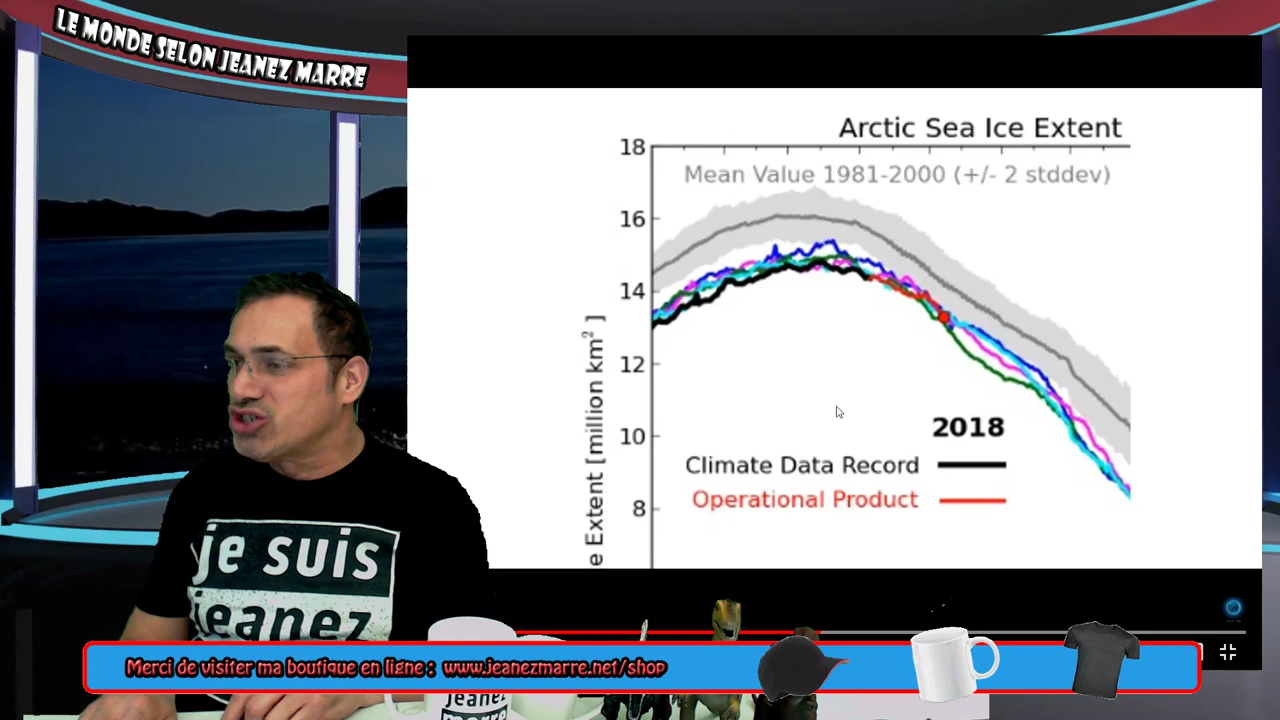 LE MONDE SELON JEANEZ MARRE
Arctic Sea Ice Extent
Mean Value 1981-2000 (+/- 2 stddev)
18
16
14
12
10
8
e Extent [million km² ]
2018
Climate Data Record
Operational Product
je suis
jeanez
Merci de visiter ma boutique en ligne : www.jeanezmarre.net/shop
jeanez
marre